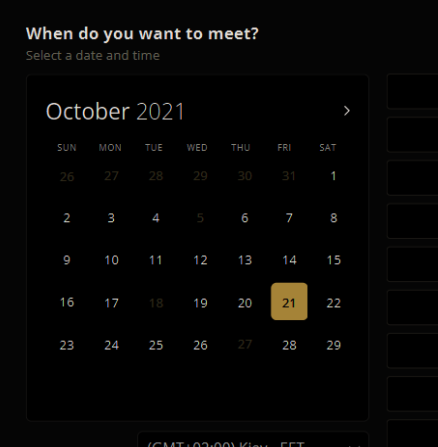 When do you want to meet?
Select a date and time
October 2021
SUN MON TUE WED THU FRI SAT
26 27 28 29 30 31 1
2 3 4 5 6 7 8
9 10 11 12 13 14 15
16 17 18 19 20 21 22
23 24 25 26 27 28 29
(GMT+02:00) Kiev - EET